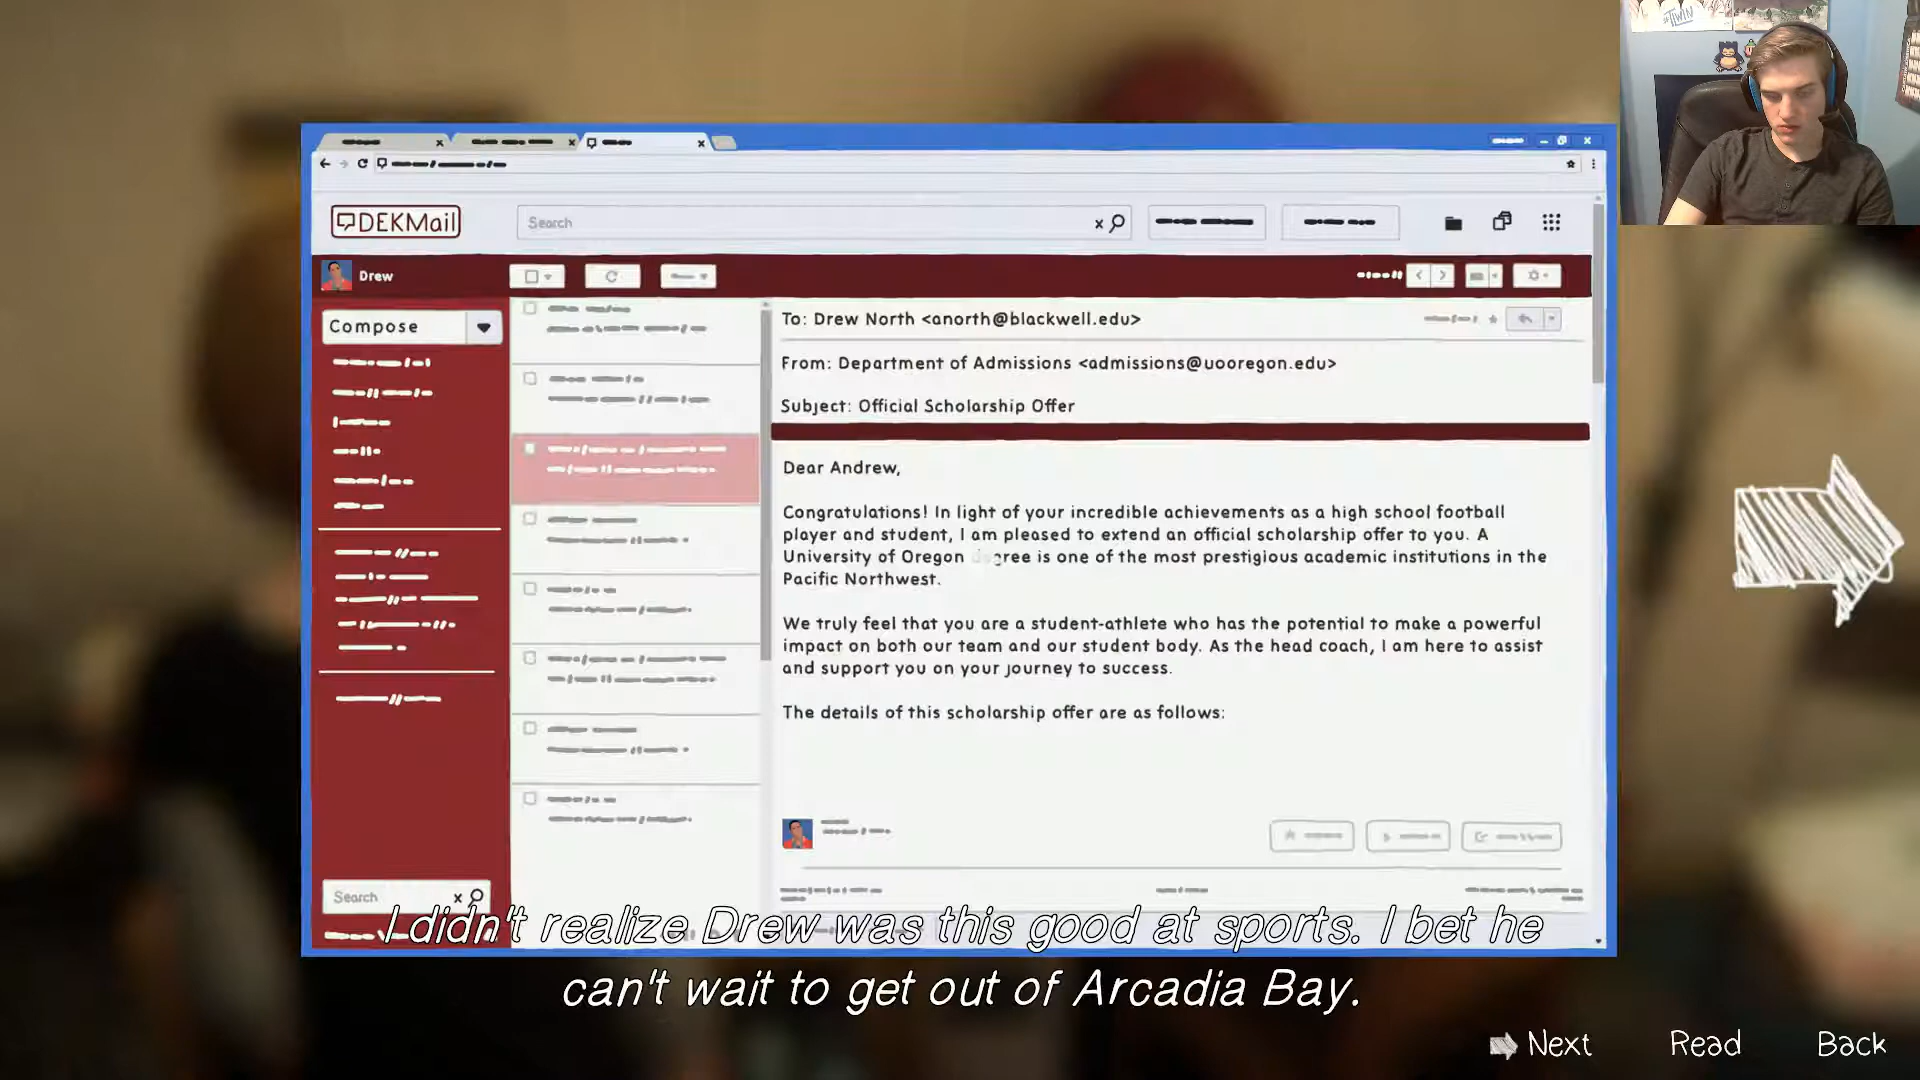 TWIN
DEKMail
Search
x
Drew
Compose
To: Drew North <anorth@blackwell.edu>
From: Department of Admissions <admissions@uooregon.edu>
Subject: Official Scholarship Offer
Dear Andrew,
Congratulations! In light of your incredible achievements as a high school football
player and student, I am pleased to extend an official scholarship offer to you. A
University of Oregon degree is one of the most prestigious academic institutions in the
Pacific Northwest.
We truly feel that you are a student-athlete who has the potential to make a powerful
impact on both our team and our student body. As the head coach, I am here to assist
and support you on your journey to success.
The details of this scholarship offer are as follows:
Search x
I didn't realize Drew was this good at sports. I bet he
can't wait to get out of Arcadia Bay.
Next Read Back